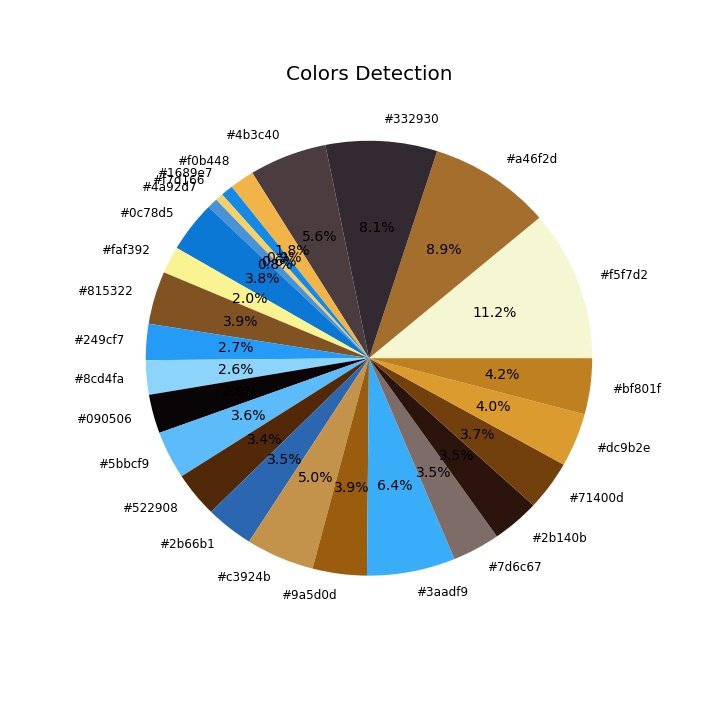 Colors Detection
#332930
#4b3c40
#a46f2d
#f0b448
#1689e7
#4a92d7
#0c78d5
8.1%
5.6%
8.9%
1.8%
#faf392
0.8%
#f5f7d2
3.8%
#815322
2.0%
11.2%
3.9%
#249cf7
2.7%
2.6%
4.2%
#8cd4fa
#bf801f
4.0%
#090506
3.6%
3.7%
3.4%
#dc9b2e
#5bbcf9
3.5%
3.5%
3.5%
5.0%
3.9%
6.4%
#71400d
#522908
#2b140b
#2b66b1
#7d6c67
#c3924b
#9a5d0d
#3aadf9